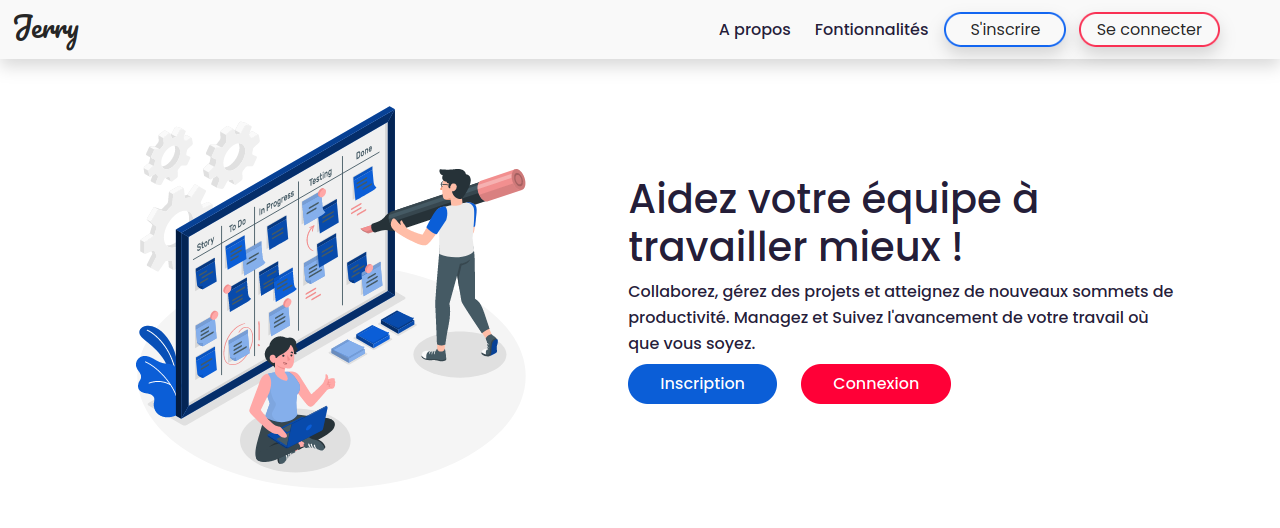 Jerry
A propos
Fontionnalités
S'inscrire
Se connecter
Story
To Do
In Progress
Testing
Done
Aidez votre équipe à
travailler mieux !
Collaborez, gérez des projets et atteignez de nouveaux sommets de
productivité. Managez et Suivez l'avancement de votre travail où
que vous soyez.
Inscription
Connexion